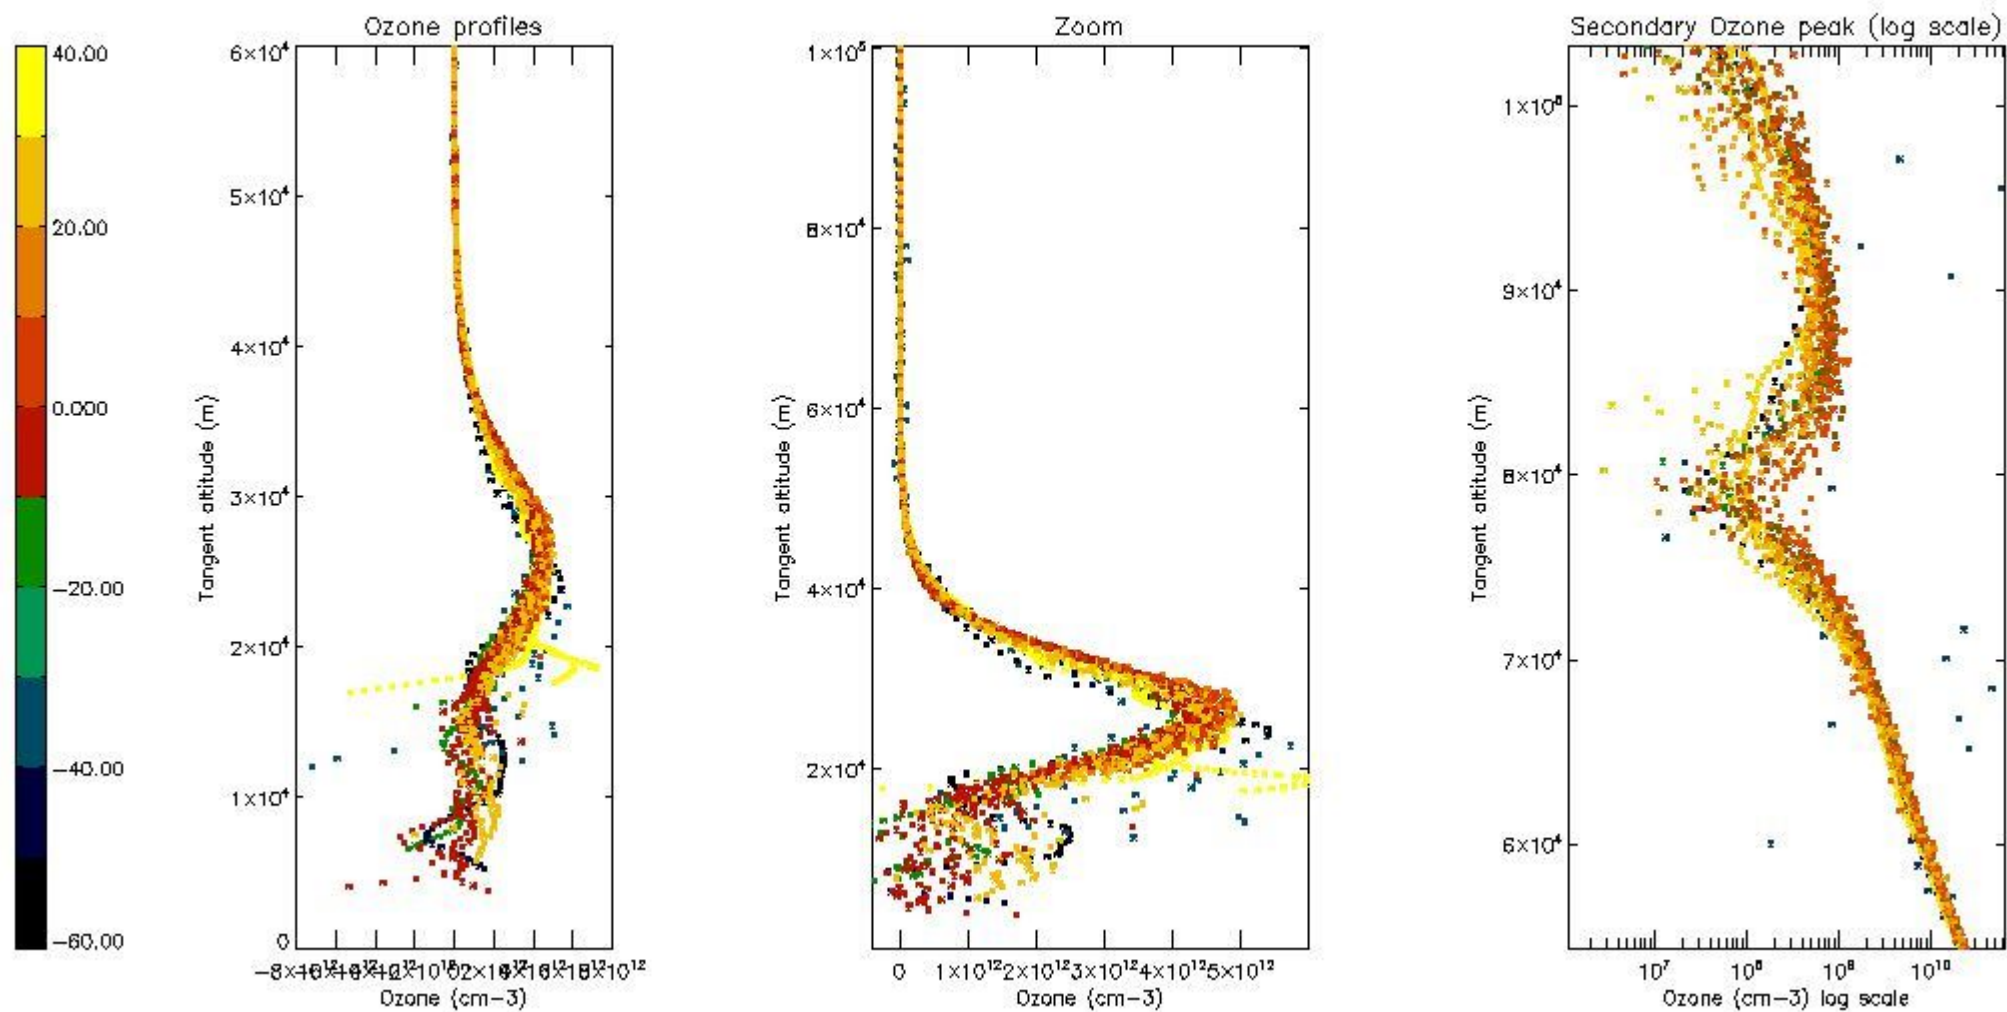 Ozone profiles
Zoom
Secondary Ozone peak (log scale)
40.00
20.00
0.000
−20.00
−40.00
−60.00
6×10⁴
5×10⁴
4×10⁴
3×10⁴
2×10⁴
1×10⁴
0
Tangent altitude (m)
Ozone (cm−3)
1×10⁵
8×10⁴
6×10⁴
4×10⁴
2×10⁴
Tangent altitude (m)
0 1×10¹² 2×10¹² 3×10¹² 4×10¹² 5×10¹²
Ozone (cm−3)
9×10⁴
8×10⁴
7×10⁴
6×10⁴
Tangent altitude (m)
10⁷ 10⁸ 10⁹ 10¹⁰
Ozone (cm−3) log scale